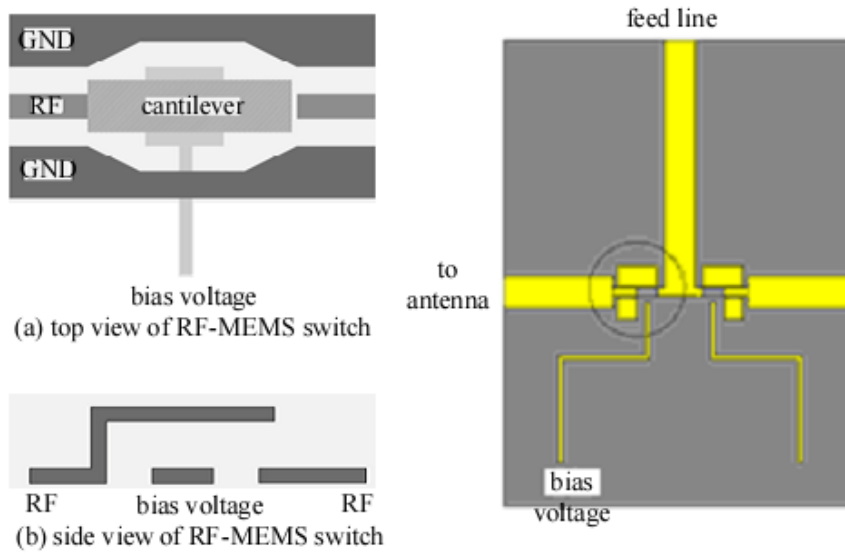 GND
RF
cantilever
GND
bias voltage
(a) top view of RF-MEMS switch
RF
bias voltage
RF
(b) side view of RF-MEMS switch
feed line
to
antenna
bias
voltage